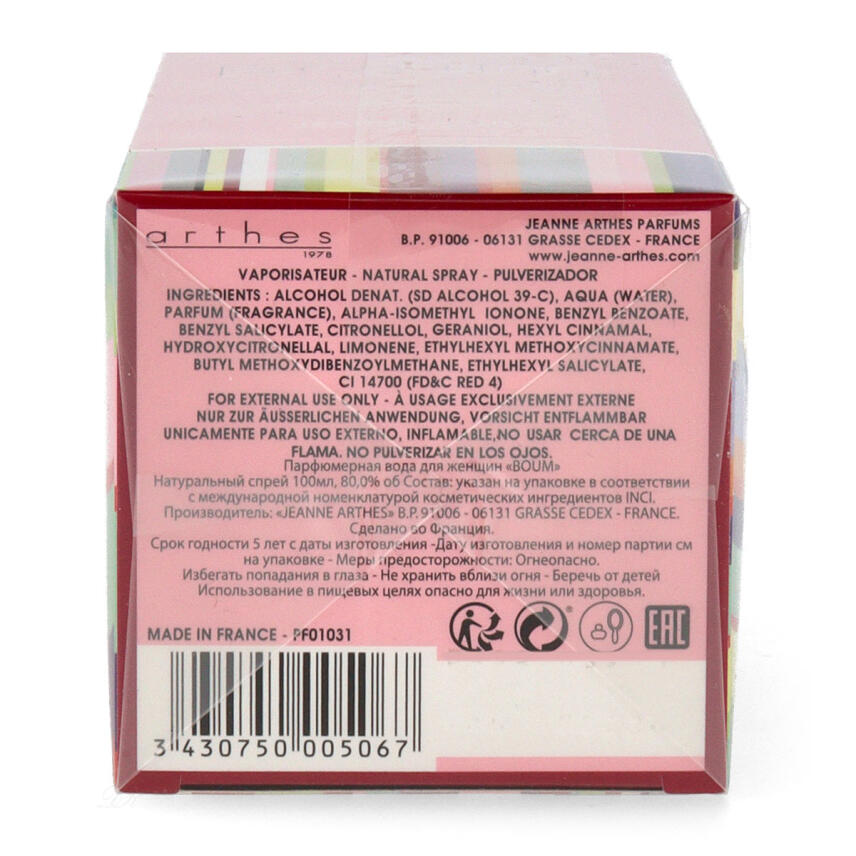 arthes
1978
JEANNE ARTHES PARFUMS
B.P. 91006 - 06131 GRASSE CEDEX - FRANCE
www.jeanne-arthes.com
VAPORISATEUR - NATURAL SPRAY - PULVERIZADOR
INGREDIENTS : ALCOHOL DENAT. (SD ALCOHOL 39-C), AQUA (WATER),
PARFUM (FRAGRANCE), ALPHA-ISOMETHYL IONONE, BENZYL BENZOATE,
BENZYL SALICYLATE, CITRONELLOL, GERANIOL, HEXYL CINNAMAL,
HYDROXYCITRONELLAL, LIMONENE, ETHYLHEXYL METHOXYCINNAMATE,
BUTYL METHOXYDIBENZOYLMETHANE, ETHYLHEXYL SALICYLATE,
CI 14700 (FD&C RED 4)
FOR EXTERNAL USE ONLY - À USAGE EXCLUSIVEMENT EXTERNE
NUR ZUR ÄUSSERLICHEN ANWENDUNG, VORSICHT ENTFLAMMBAR
UNICAMENTE PARA USO EXTERNO, INFLAMABLE,NO USAR CERCA DE UNA
FLAMA. NO PULVERIZAR EN LOS OJOS.
Парфюмерная вода для женщин «BOUM»
Натуральный спрей 100мл, 80,0% об Состав: указан на упаковке в соответствии
с международной номенклатурой косметических ингредиентов INCI.
Производитель: «JEANNE ARTHES» B.P. 91006 - 06131 GRASSE CEDEX - FRANCE.
Сделано во Франция.
Срок годности 5 лет с даты изготовления -Дату изготовления и номер партии см
на упаковке - Меры предосторожности: Огнеопасно.
Избегать попадания в глаза - Не хранить вблизи огня - Беречь от детей
Использование в пищевых целях опасно для жизни или здоровья.
MADE IN FRANCE - PF01031
EAC
3 430750 005067